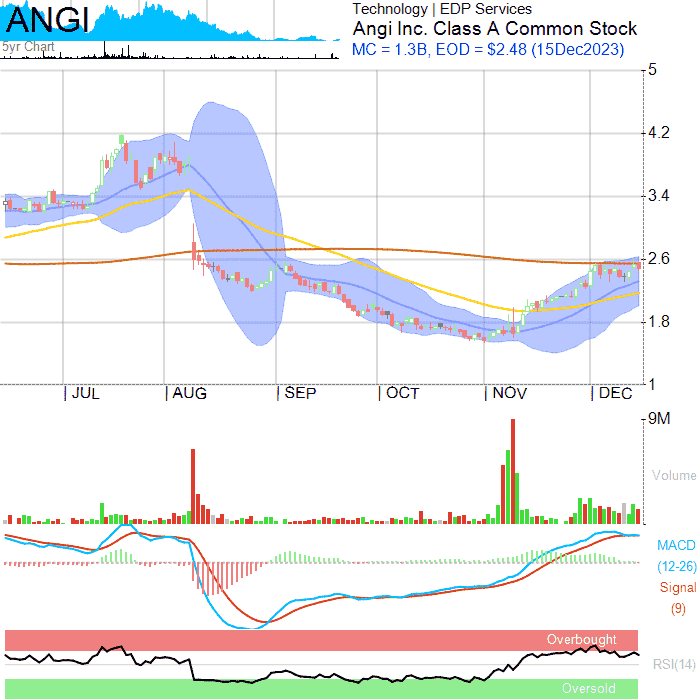 ANGI
5yr Chart
Technology | EDP Services
Angi Inc. Class A Common Stock
MC = 1.3B, EOD = $2.48 (15Dec2023)
5
4.2
3.4
2.6
1.8
1
JUL AUG SEP OCT NOV DEC
9M
Volume
MACD
(12-26)
Signal
(9)
Overbought
RSI(14)
Oversold